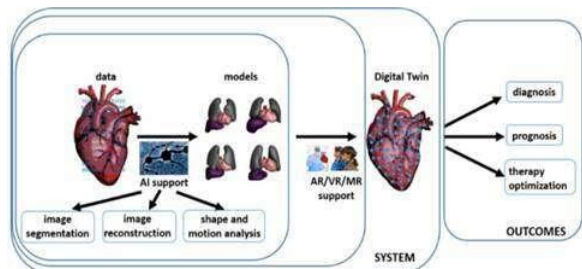 data
models
Digital Twin
AI support
AR/VR/MR
support
image
segmentation
image
reconstruction
shape and
motion analysis
SYSTEM
diagnosis
prognosis
therapy
optimization
OUTCOMES